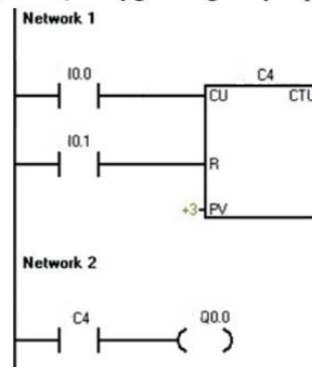 Network 1
I0.0
C4
CU CTU
I0.1
R
+3 PV
Network 2
C4 Q0.0